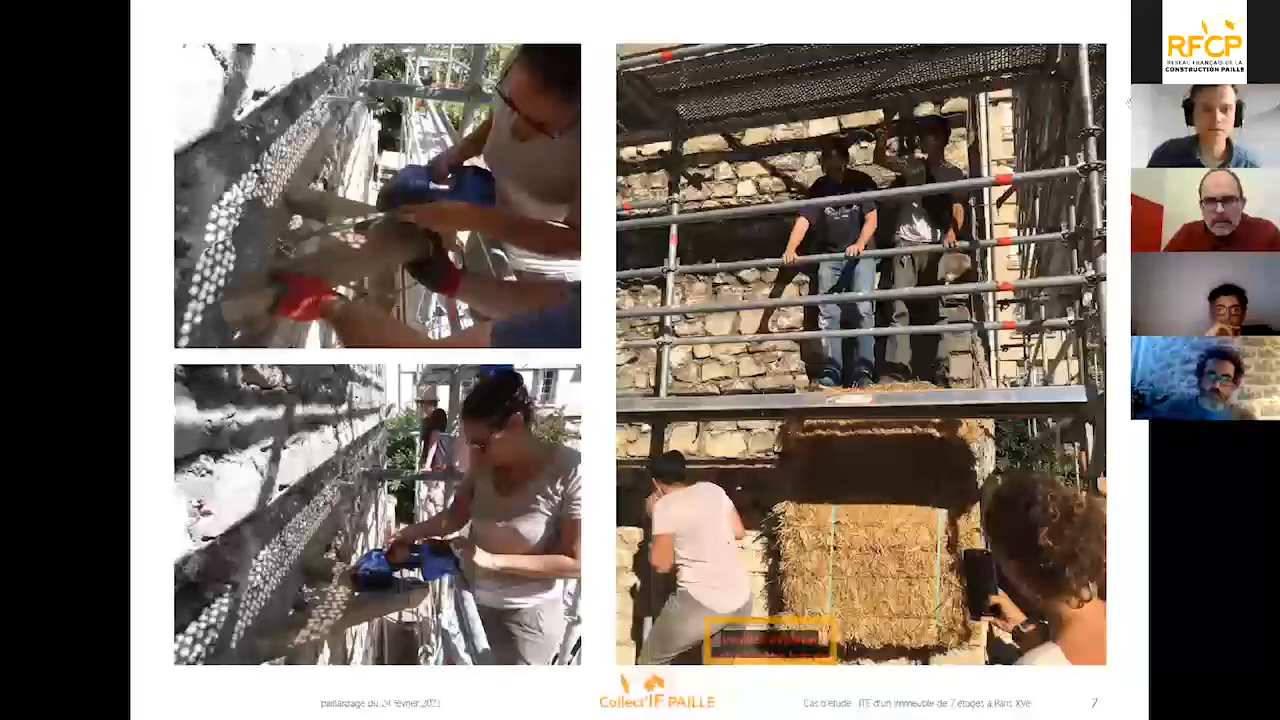 RFCP
RÉSEAU FRANÇAIS DE LA
CONSTRUCTION PAILLE
paillardage du 24 février 2021
Collect'IF PAILLE
Cas d'étude : ITE d'un immeuble de 7 étages à Paris XVe
7